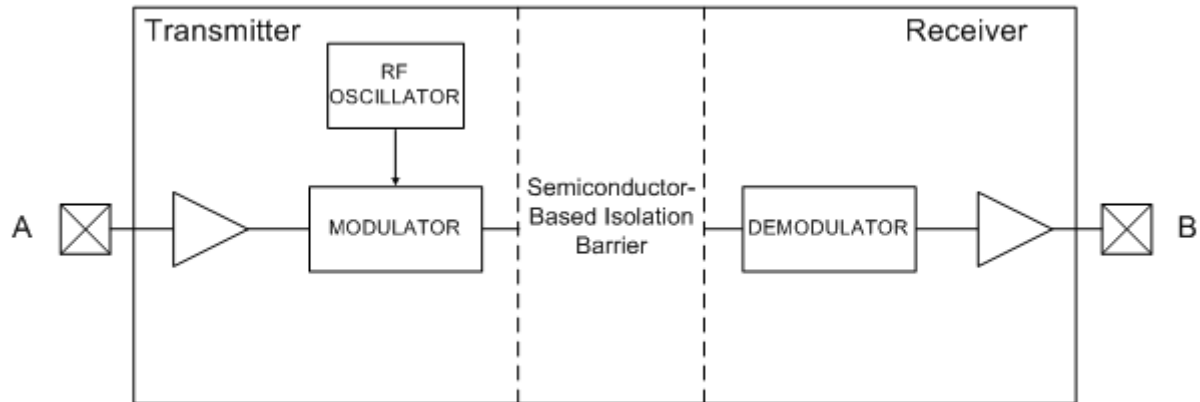 Transmitter
Receiver
RF
OSCILLATOR
A
MODULATOR
Semiconductor-
Based Isolation
Barrier
DEMODULATOR
B